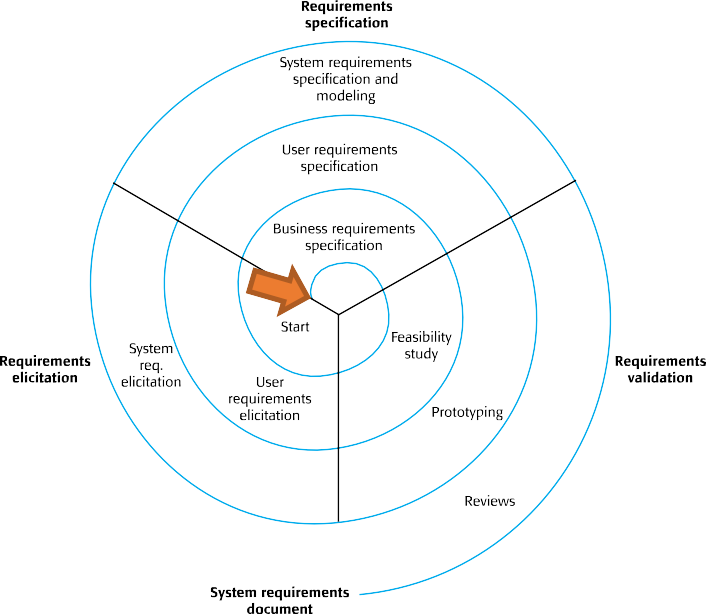 Requirements
specification
System requirements
specification and
modeling
User requirements
specification
Business requirements
specification
Start
Feasibility
study
System
req.
elicitation
Requirements
elicitation
Requirements
validation
User
requirements
elicitation
Prototyping
Reviews
System requirements
document